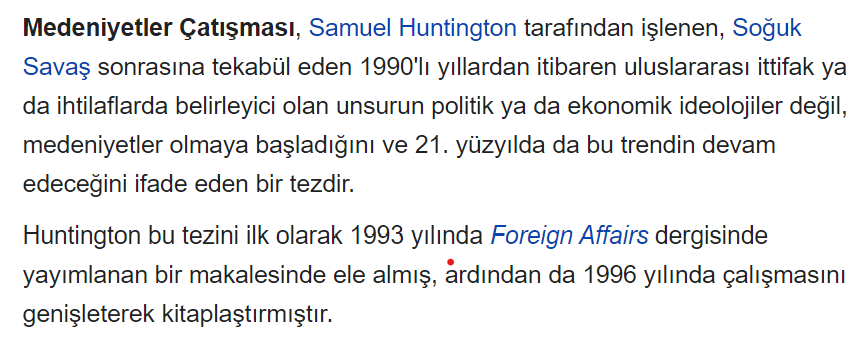 Medeniyetler Çatışması, Samuel Huntington tarafından işlenen, Soğuk
Savaş sonrasına tekabül eden 1990'lı yıllardan itibaren uluslararası ittifak ya
da ihtilaflarda belirleyici olan unsurun politik ya da ekonomik ideolojiler değil,
medeniyetler olmaya başladığını ve 21. yüzyılda da bu trendin devam
edeceğini ifade eden bir tezdir.
Huntington bu tezini ilk olarak 1993 yılında Foreign Affairs dergisinde
yayımlanan bir makalesinde ele almış, ardından da 1996 yılında çalışmasını
genişleterek kitaplaştırmıştır.